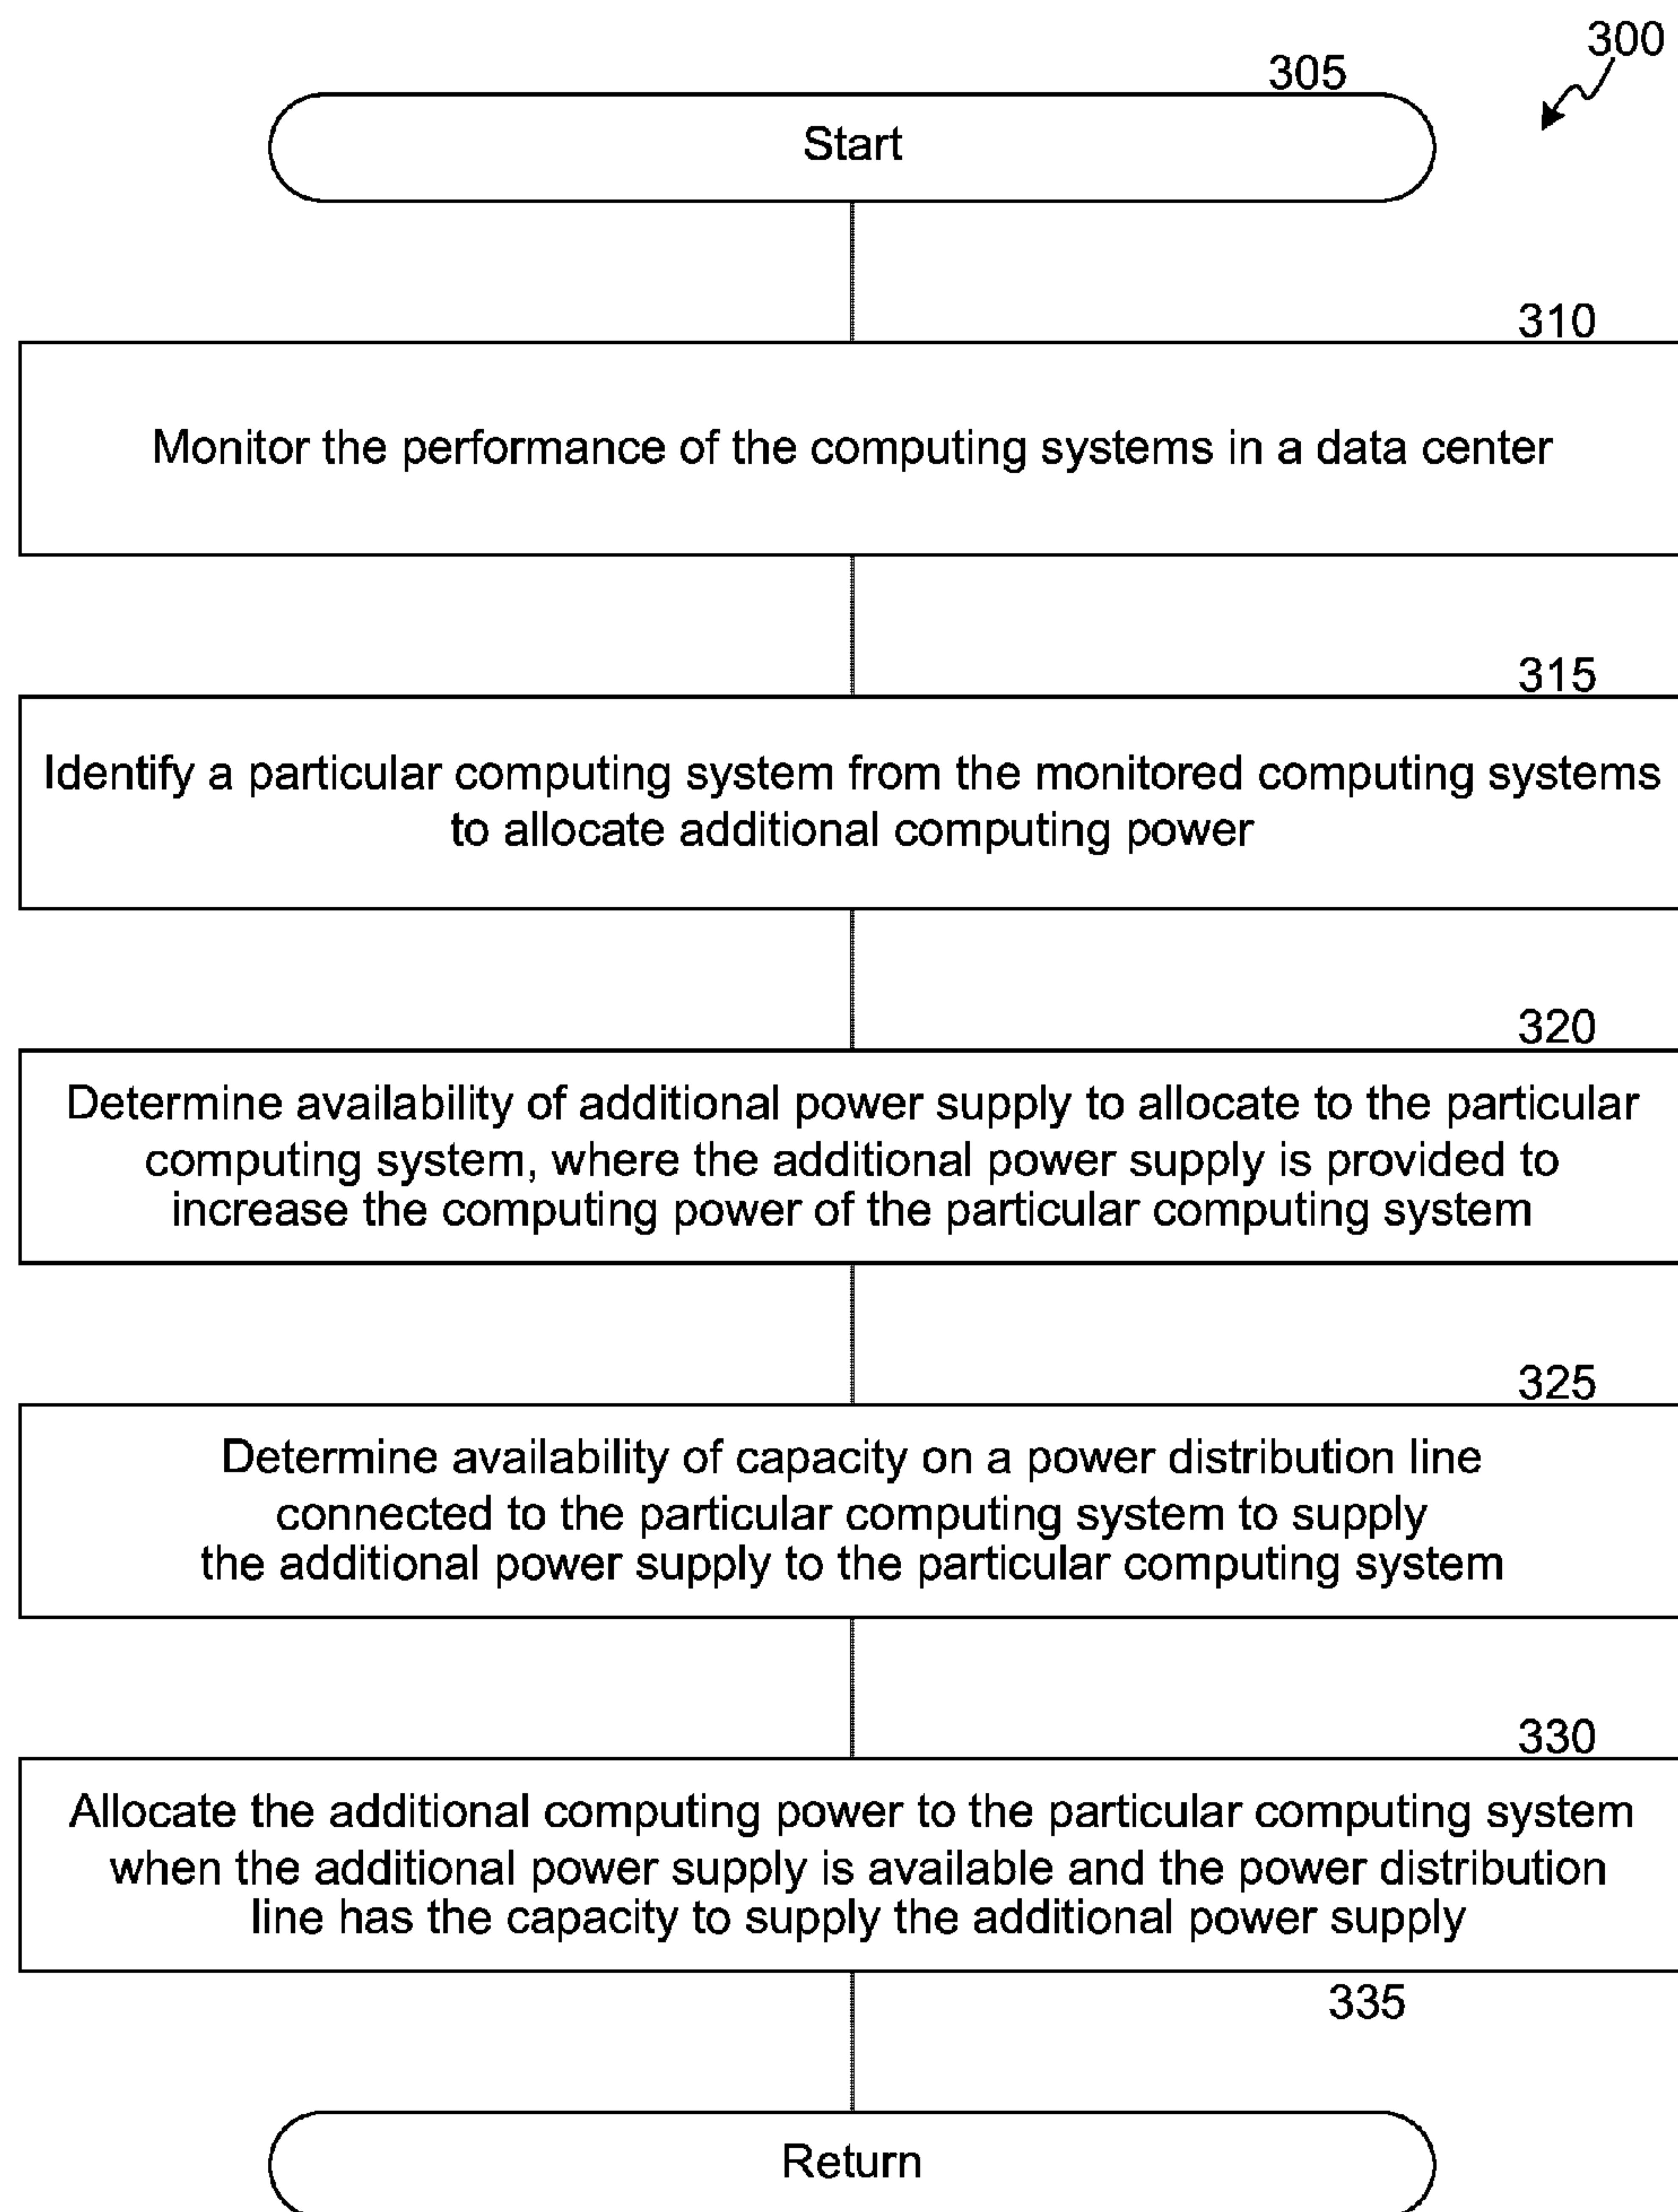 300
305
Start
310
Monitor the performance of the computing systems in a data center
315
Identify a particular computing system from the monitored computing systems
to allocate additional computing power
320
Determine availability of additional power supply to allocate to the particular
computing system, where the additional power supply is provided to
increase the computing power of the particular computing system
325
Determine availability of capacity on a power distribution line
connected to the particular computing system to supply
the additional power supply to the particular computing system
330
Allocate the additional computing power to the particular computing system
when the additional power supply is available and the power distribution
line has the capacity to supply the additional power supply
335
Return